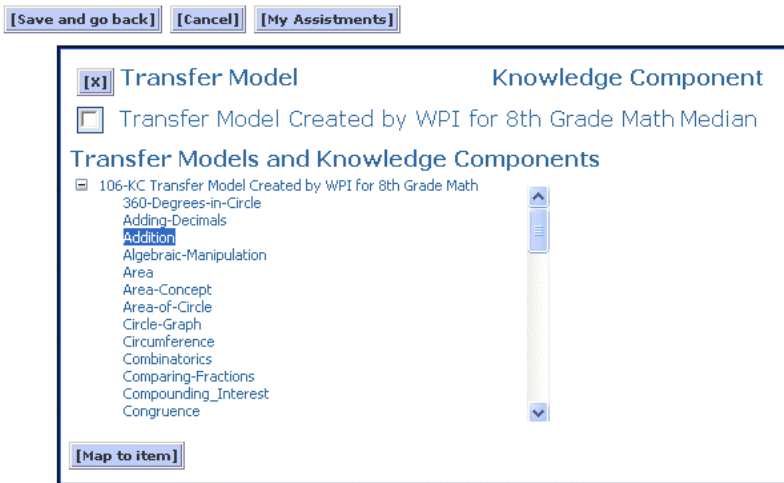 [Save and go back] [Cancel] [My Assistments]
[X] Transfer Model Knowledge Component
Transfer Model Created by WPI for 8th Grade Math Median
Transfer Models and Knowledge Components
106-KC Transfer Model Created by WPI for 8th Grade Math
360-Degrees-in-Circle
Adding-Decimals
Addition
Algebraic-Manipulation
Area
Area-Concept
Area-of-Circle
Circle-Graph
Circumference
Combinatorics
Comparing-Fractions
Compounding_Interest
Congruence
[Map to item]